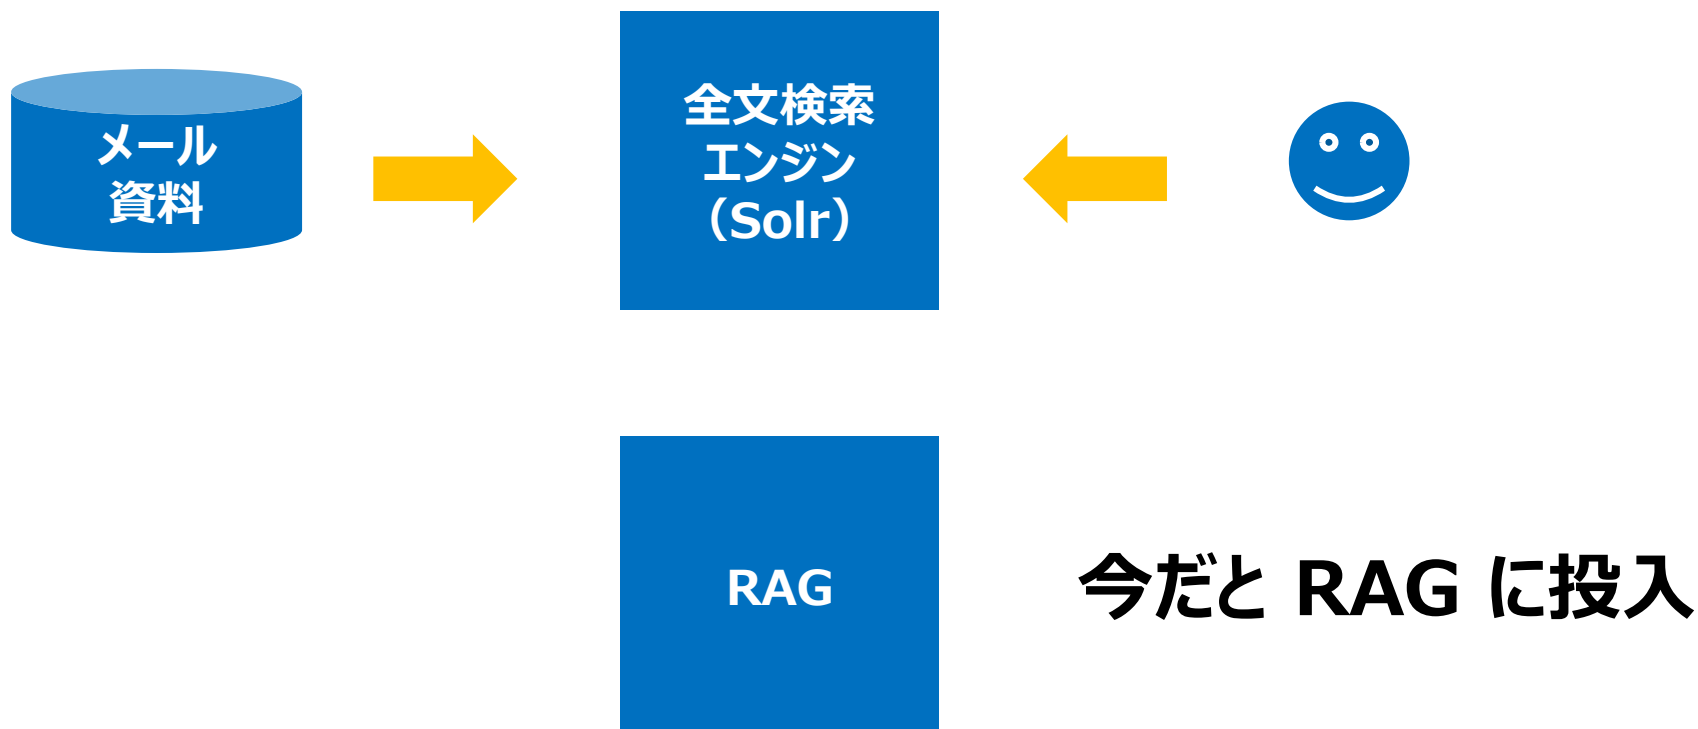 メール
資料
全文検索
エンジン
（Solr）
RAG
今だと RAG に投入